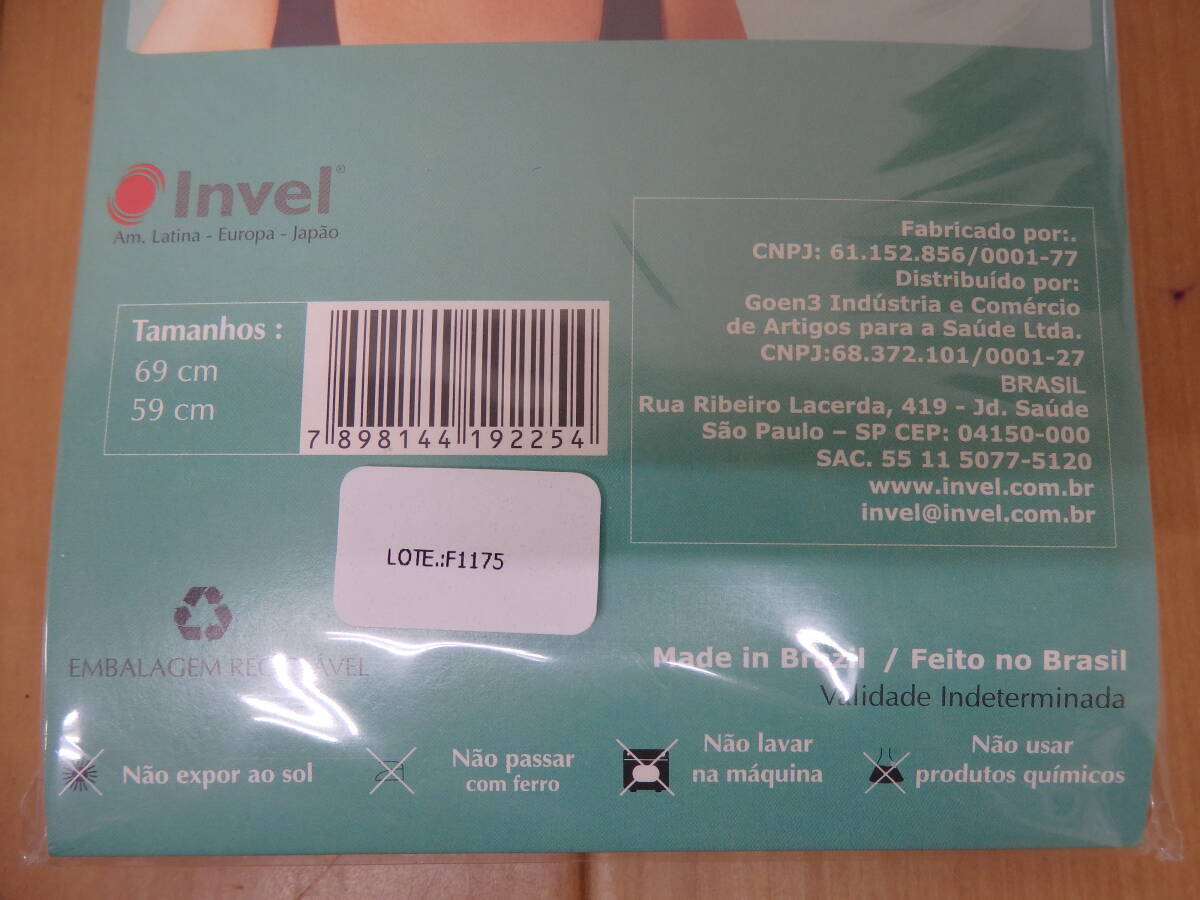 Invel®
Am. Latina - Europa - Japão
Tamanhos :
69 cm
59 cm
7 898144 192254
LOTE.:F1175
EMBALAGEM RECICLÁVEL
Fabricado por:.
CNPJ: 61.152.856/0001-77
Distribuído por:
Goen3 Indústria e Comércio
de Artigos para a Saúde Ltda.
CNPJ:68.372.101/0001-27
BRASIL
Rua Ribeiro Lacerda, 419 - Jd. Saúde
São Paulo – SP CEP: 04150-000
SAC. 55 11 5077-5120
www.invel.com.br
invel@invel.com.br
Made in Brazil / Feito no Brasil
Validade Indeterminada
Não expor ao sol
Não passar
com ferro
Não lavar
na máquina
Não usar
produtos químicos